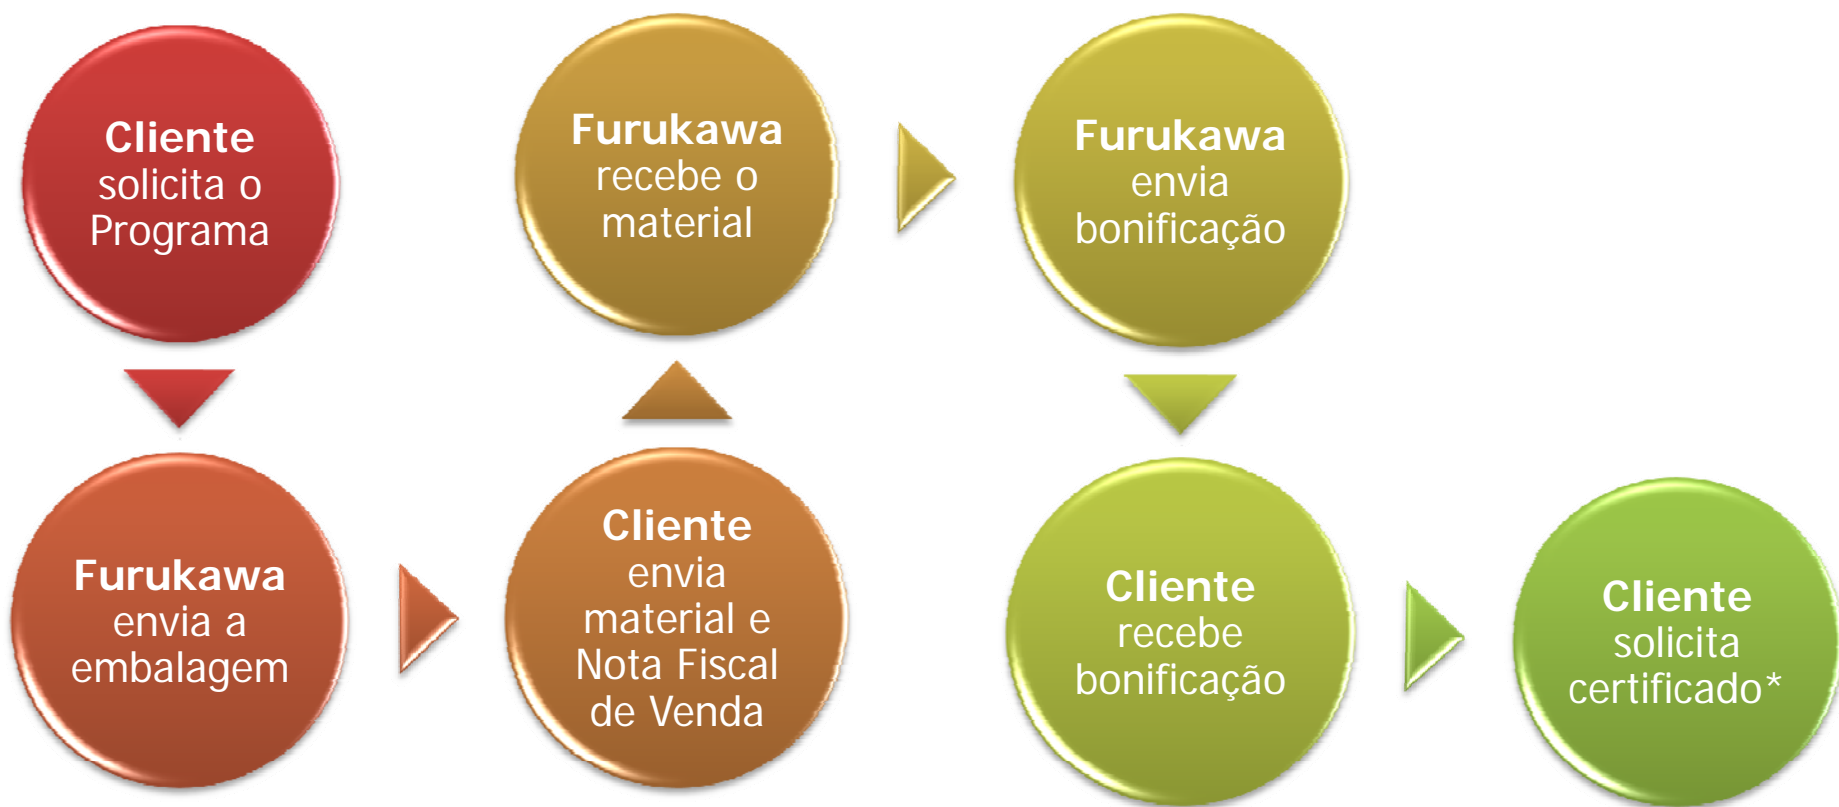 Cliente
solicita o
Programa
Furukawa
envia a
embalagem
Cliente
envia
material e
Nota Fiscal
de Venda
Furukawa
recebe o
material
Furukawa
envia
bonificação
Cliente
recebe
bonificação
Cliente
solicita
certificado*